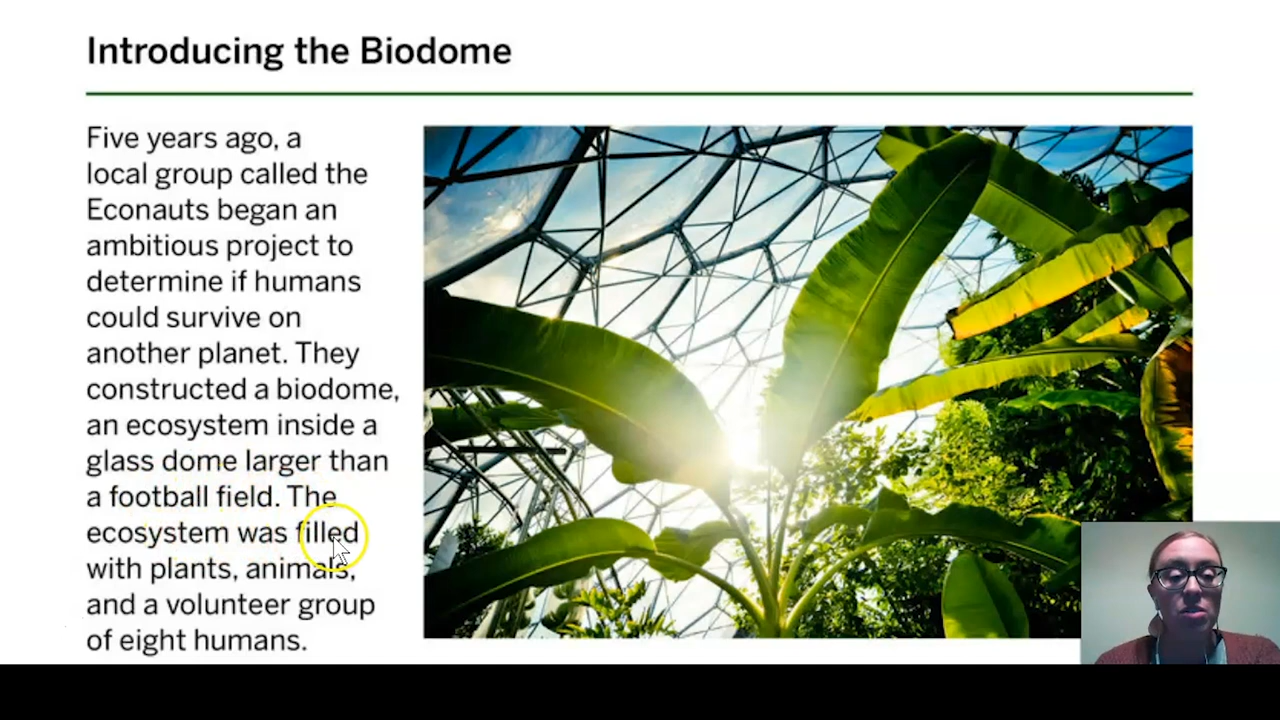 Introducing the Biodome
Five years ago, a
local group called the
Econauts began an
ambitious project to
determine if humans
could survive on
another planet. They
constructed a biodome,
an ecosystem inside a
glass dome larger than
a football field. The
ecosystem was filled
with plants, animals,
and a volunteer group
of eight humans.